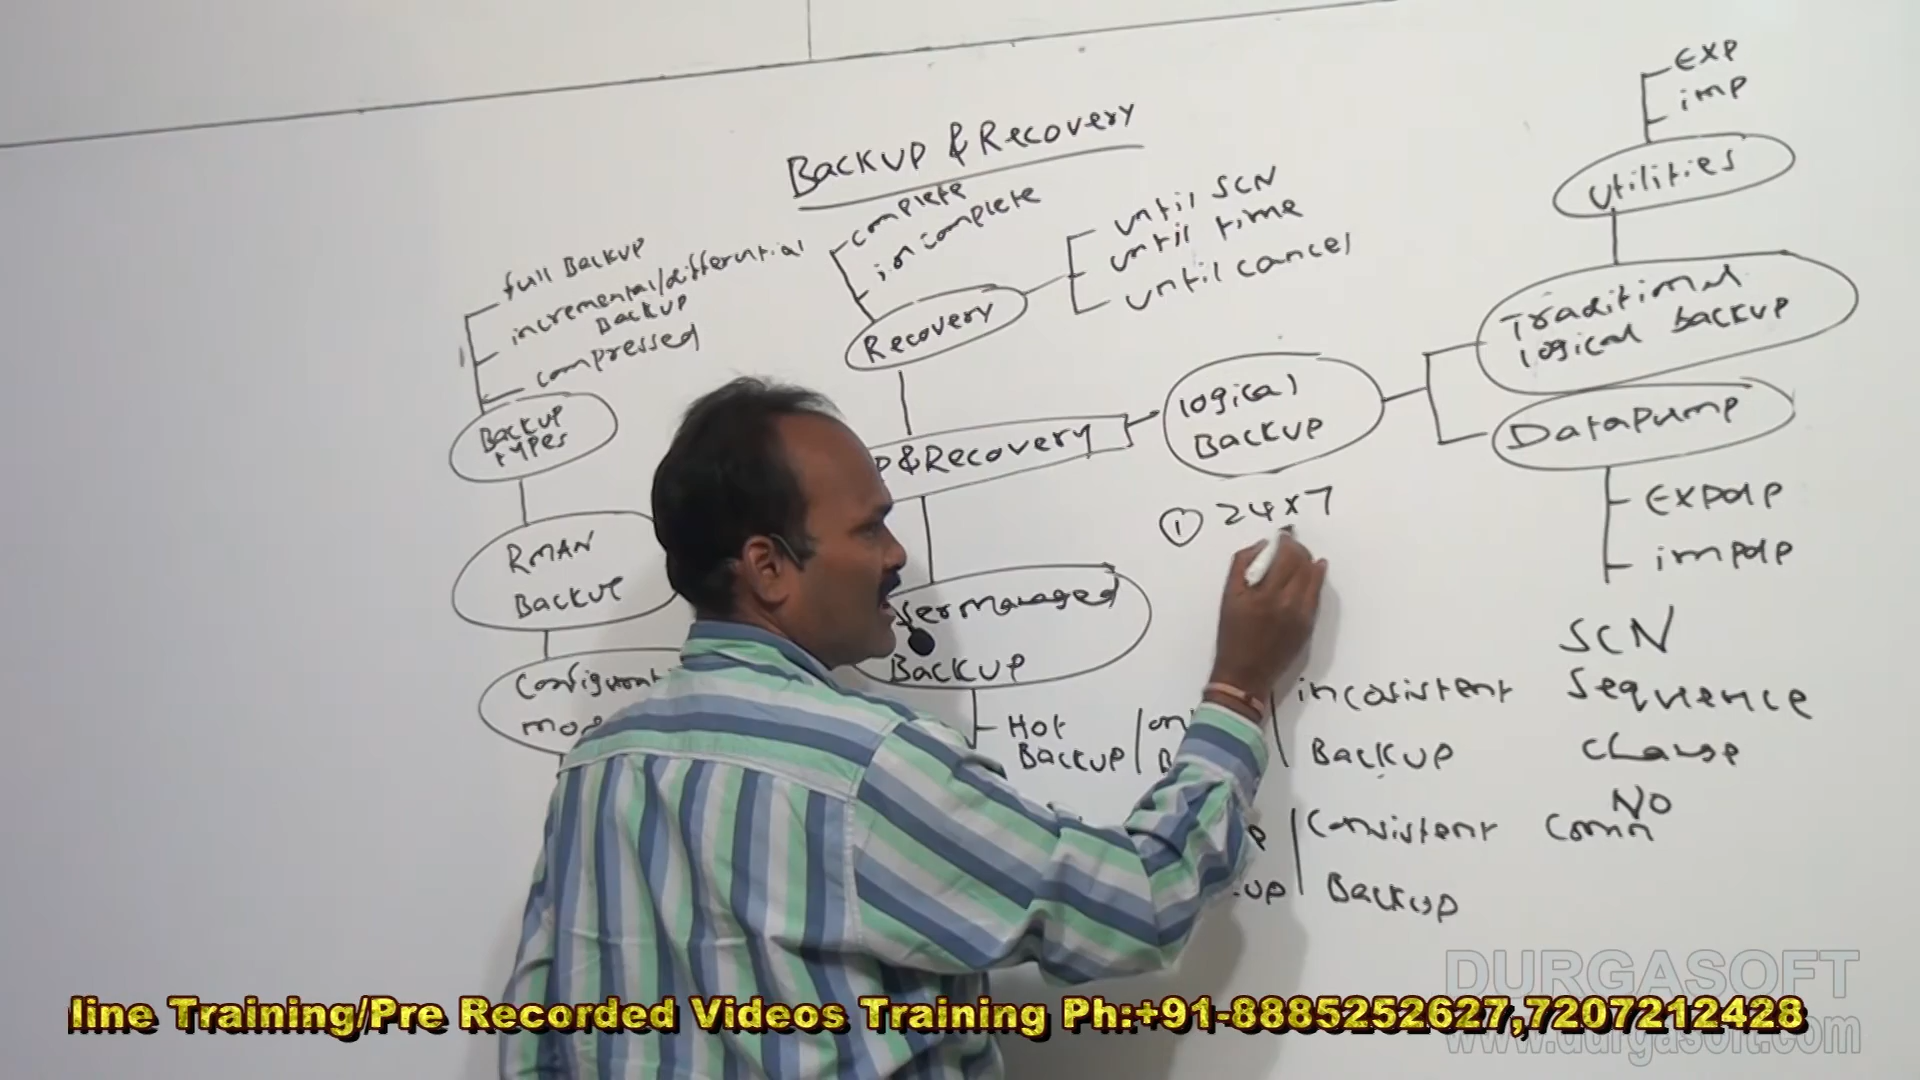 Backup & Recovery
EXP
imp
utilities
Traditional
logical Backup
DataPump
EXPdp
impdp
complete
incomplete
until SCN
until time
until cancel
Recovery
full Backup
incremental/differential
Backup
compressed
Backup
types
RMAN
Backup
& Recovery
logical
Backup
① 24x7
Managed
Backup
Hot
Backup
incosistent
Backup
Consistent
Backup
SCN
Sequence
Change
NO
Comm
DURGASOFT
www.durgasoft.com
line Training/Pre Recorded Videos Training Ph:+91-8885252627,7207212428